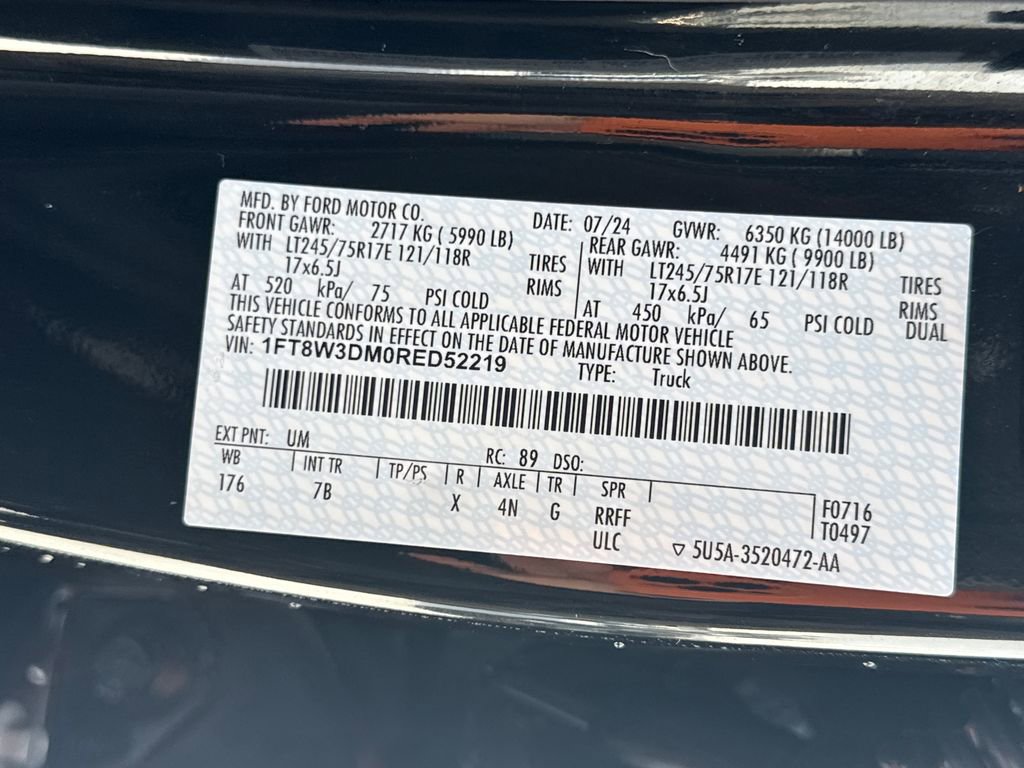 MFD. BY FORD MOTOR CO. DATE: 07/24 GVWR: 6350 KG (14000 LB)
FRONT GAWR: 2717 KG ( 5990 LB)
WITH LT245/75R17E 121/118R TIRES
17x6.5J RIMS
AT 520 kPa/ 75 PSI COLD
REAR GAWR: 4491 KG ( 9900 LB)
WITH LT245/75R17E 121/118R TIRES
17x6.5J RIMS
AT 450 kPa/ 65 PSI COLD DUAL
THIS VEHICLE CONFORMS TO ALL APPLICABLE FEDERAL MOTOR VEHICLE
SAFETY STANDARDS IN EFFECT ON THE DATE OF MANUFACTURE SHOWN ABOVE.
VIN: 1FT8W3DM0RED52219 TYPE: Truck
EXT PNT: UM RC: 89 DSO:
WB INT TR TP/PS R AXLE TR SPR
176 7B X 4N G RRFF
ULC
F0716
T0497
▽ 5U5A-3520472-AA